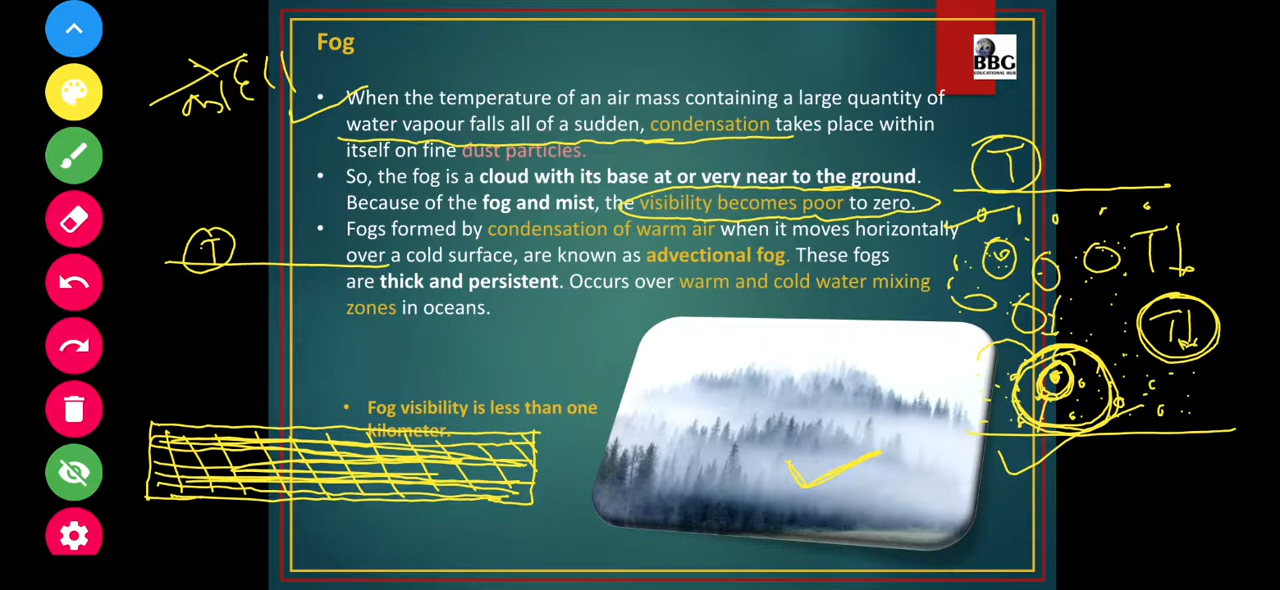 Fog
BBG
EDUCATIONAL HUB
• When the temperature of an air mass containing a large quantity of
water vapour falls all of a sudden, condensation takes place within
itself on fine dust particles.
• So, the fog is a cloud with its base at or very near to the ground.
Because of the fog and mist, the visibility becomes poor to zero.
• Fogs formed by condensation of warm air when it moves horizontally
over a cold surface, are known as advectional fog. These fogs
are thick and persistent. Occurs over warm and cold water mixing
zones in oceans.
• Fog visibility is less than one
kilometer.
T
T
T↓
T↓